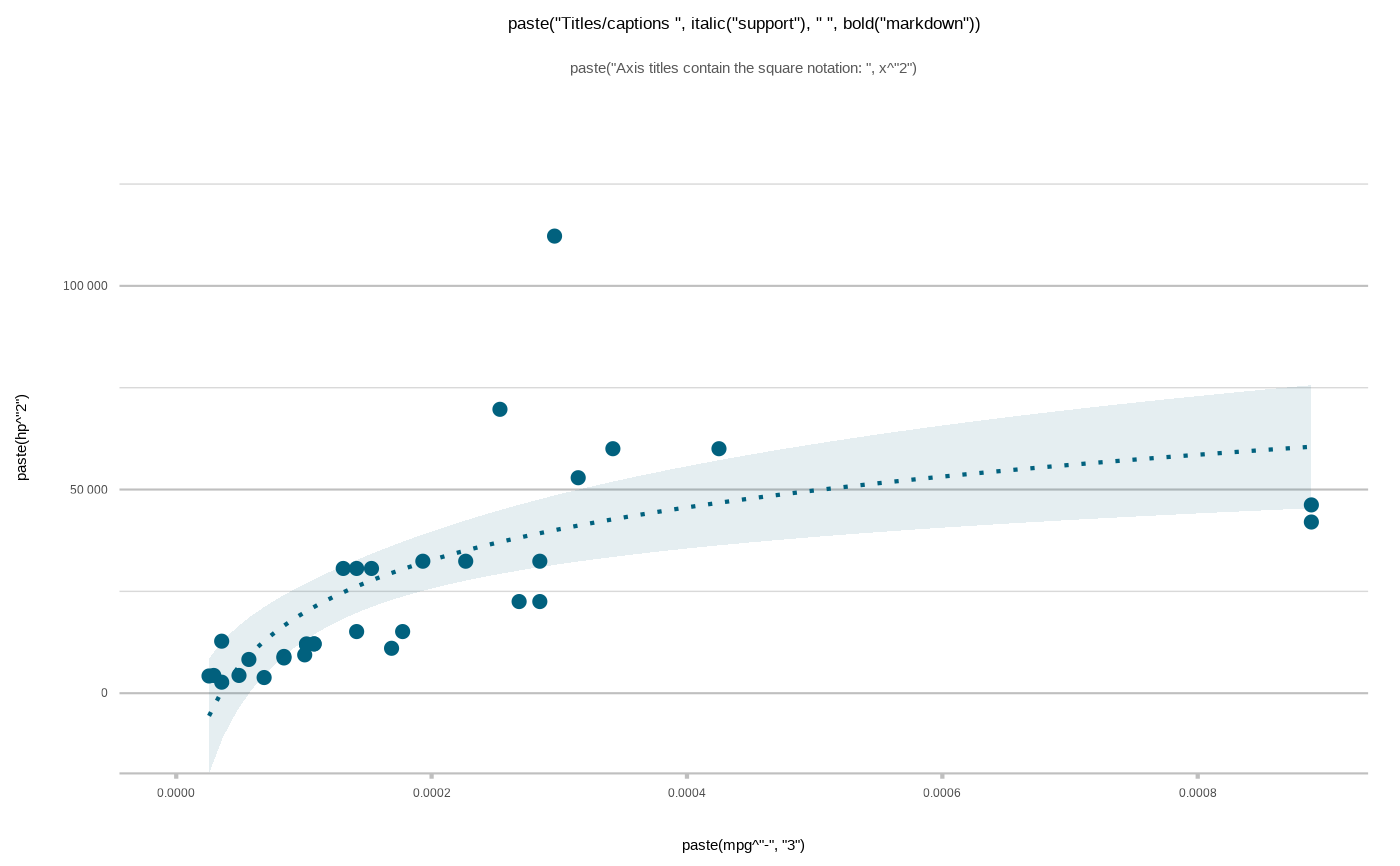 paste("Titles/captions ", italic("support"), " ", bold("markdown"))
paste("Axis titles contain the square notation: ", x^"2")
100 000
50 000
0
paste(hp^"2")
0.0000
0.0002
0.0004
0.0006
0.0008
paste(mpg^"-", "3")